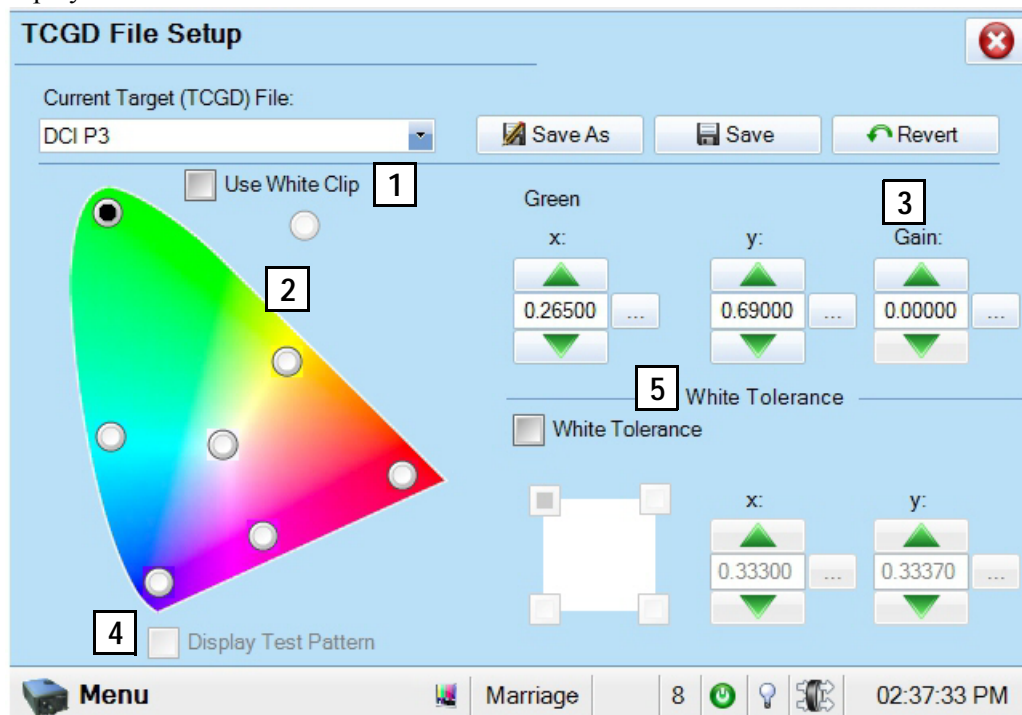 TCGD File Setup
Current Target (TCGD) File:
DCI P3
Save As
Save
Revert
Use White Clip
1
2
Green
3
x:
y:
Gain:
0.26500
...
0.69000
...
0.00000
...
5
White Tolerance
White Tolerance
x:
y:
0.33300
...
0.33370
...
4
Display Test Pattern
Menu
Marriage
8
02:37:33 PM